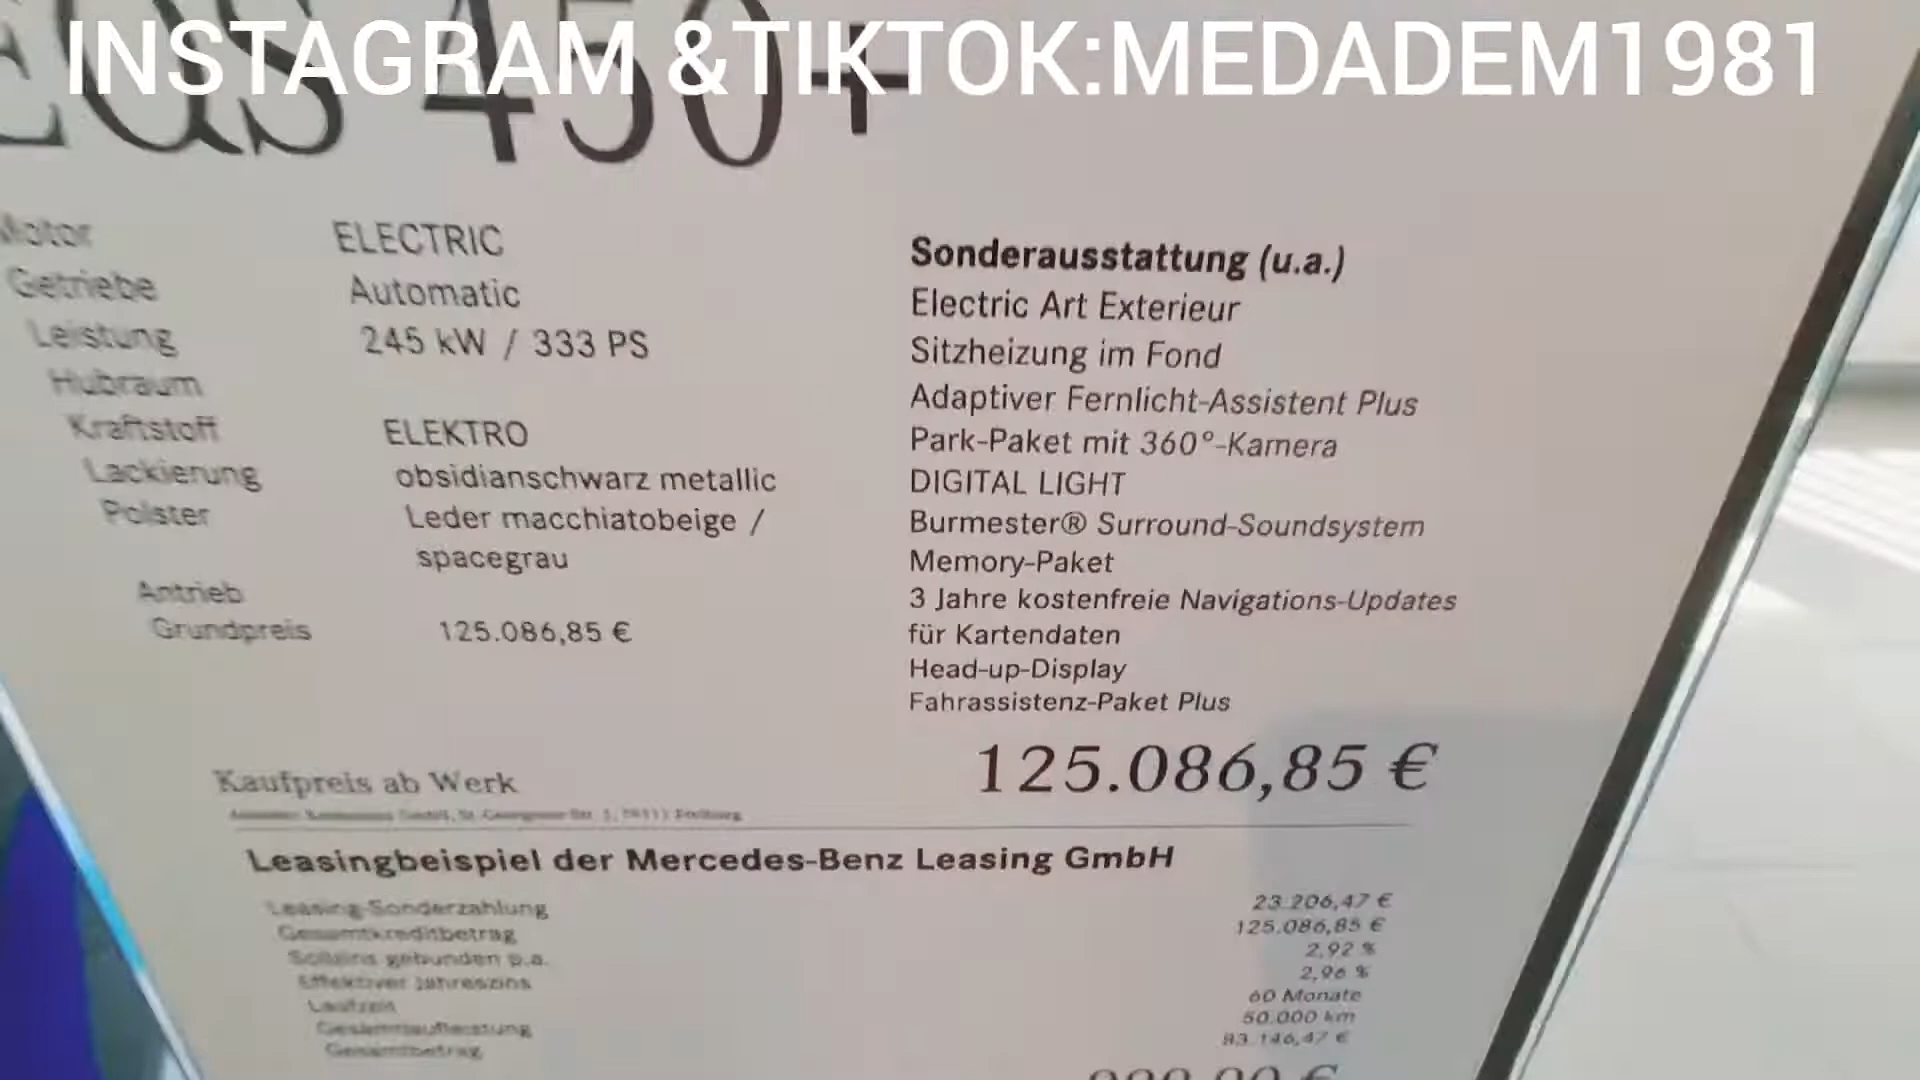 INSTAGRAM &TIKTOK:MEDADEM1981
EQS 450+
Motor ELECTRIC
Getriebe Automatic
Leistung 245 kW / 333 PS
Hubraum
Kraftstoff ELEKTRO
Lackierung obsidianschwarz metallic
Polster Leder macchiatobeige /
spacegrau
Antrieb
Grundpreis 125.086,85 €
Sonderausstattung (u.a.)
Electric Art Exterieur
Sitzheizung im Fond
Adaptiver Fernlicht-Assistent Plus
Park-Paket mit 360°-Kamera
DIGITAL LIGHT
Burmester® Surround-Soundsystem
Memory-Paket
3 Jahre kostenfreie Navigations-Updates
für Kartendaten
Head-up-Display
Fahrassistenz-Paket Plus
Kaufpreis ab Werk 125.086,85 €
Leasingbeispiel der Mercedes-Benz Leasing GmbH
Leasing-Sonderzahlung 23.206,47 €
Gesamtkreditbetrag 125.086,85 €
Sollzins gebunden p.a. 2,92 %
Effektiver Jahreszins 2,96 %
Laufzeit 60 Monate
Gesamtlaufleistung 50.000 km
Gesamtbetrag 83.146,47 €